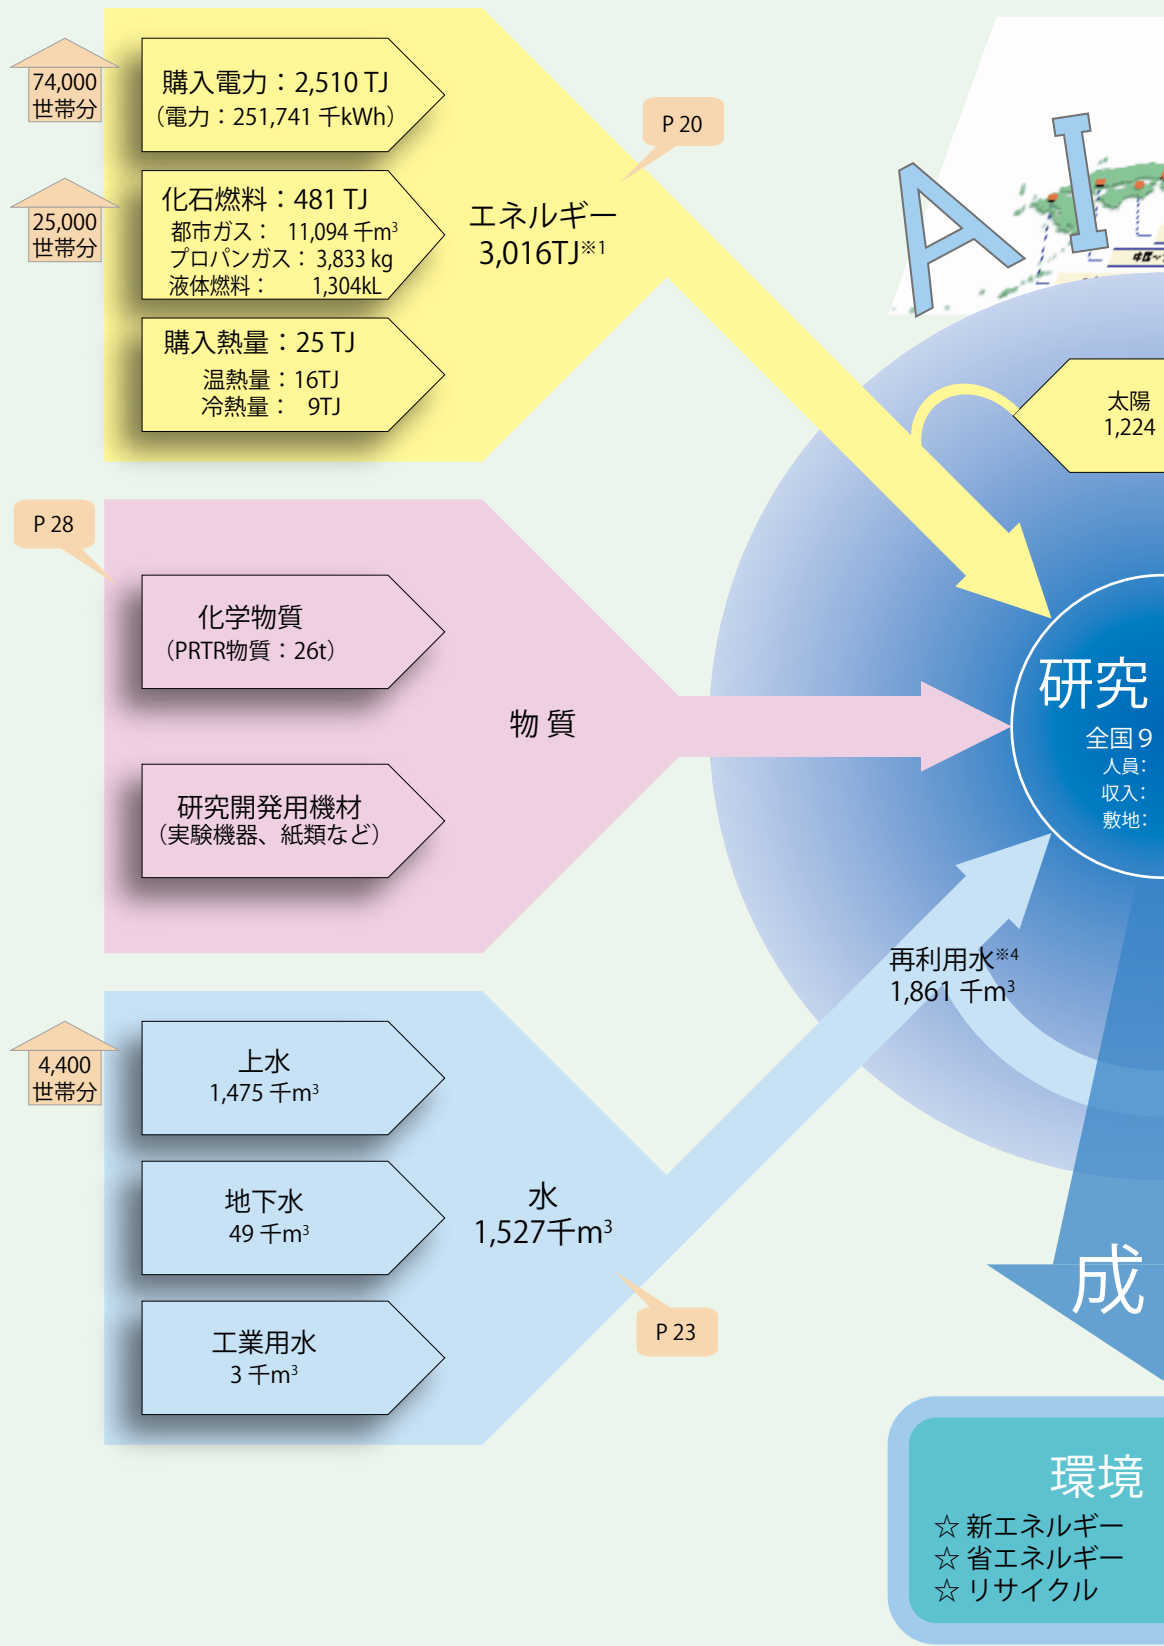 74,000
世帯分
購入電力：2,510 TJ
（電力：251,741 千kWh）
25,000
世帯分
化石燃料：481 TJ
都市ガス： 11,094 千m³
プロパンガス： 3,833 kg
液体燃料： 1,304kL
購入熱量：25 TJ
温熱量：16TJ
冷熱量： 9TJ
エネルギー
3,016TJ※1
P 20
A I
太陽
1,224
P 28
化学物質
（PRTR物質：26t）
研究開発用機材
（実験機器、紙類など）
物 質
研究
全国９
人員：
収入：
敷地：
再利用水※4
1,861 千m³
4,400
世帯分
上水
1,475 千m³
地下水
49 千m³
工業用水
3 千m³
水
1,527千m³
P 23
成
環境
☆ 新エネルギー
☆ 省エネルギー
☆ リサイクル